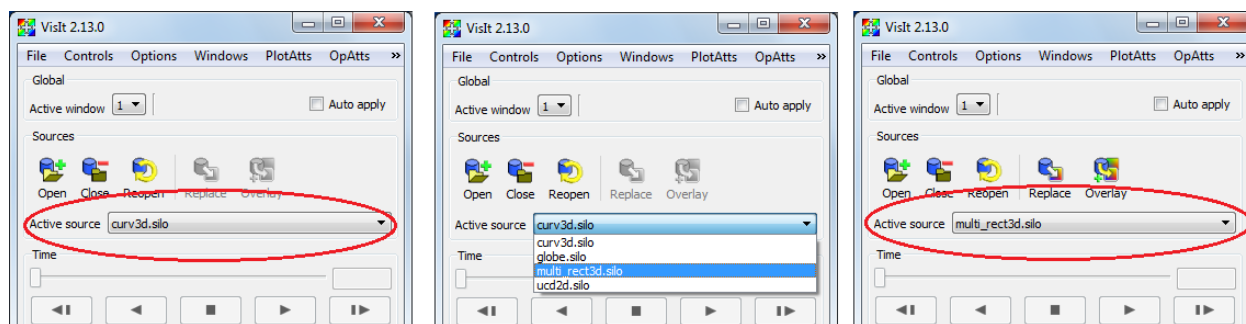 VisIt 2.13.0
File Controls Options Windows PlotAtts OpAtts »
Global
Active window 1 Auto apply
Sources
Open Close Reopen Replace Overlay
Active source curv3d.silo
Time
VisIt 2.13.0
File Controls Options Windows PlotAtts OpAtts »
Global
Active window 1 Auto apply
Sources
Open Close Reopen Replace Overlay
Active source curv3d.silo
curv3d.silo
Time
globe.silo
multi_rect3d.silo
ucd2d.silo
VisIt 2.13.0
File Controls Options Windows PlotAtts OpAtts »
Global
Active window 1 Auto apply
Sources
Open Close Reopen Replace Overlay
Active source multi_rect3d.silo
Time